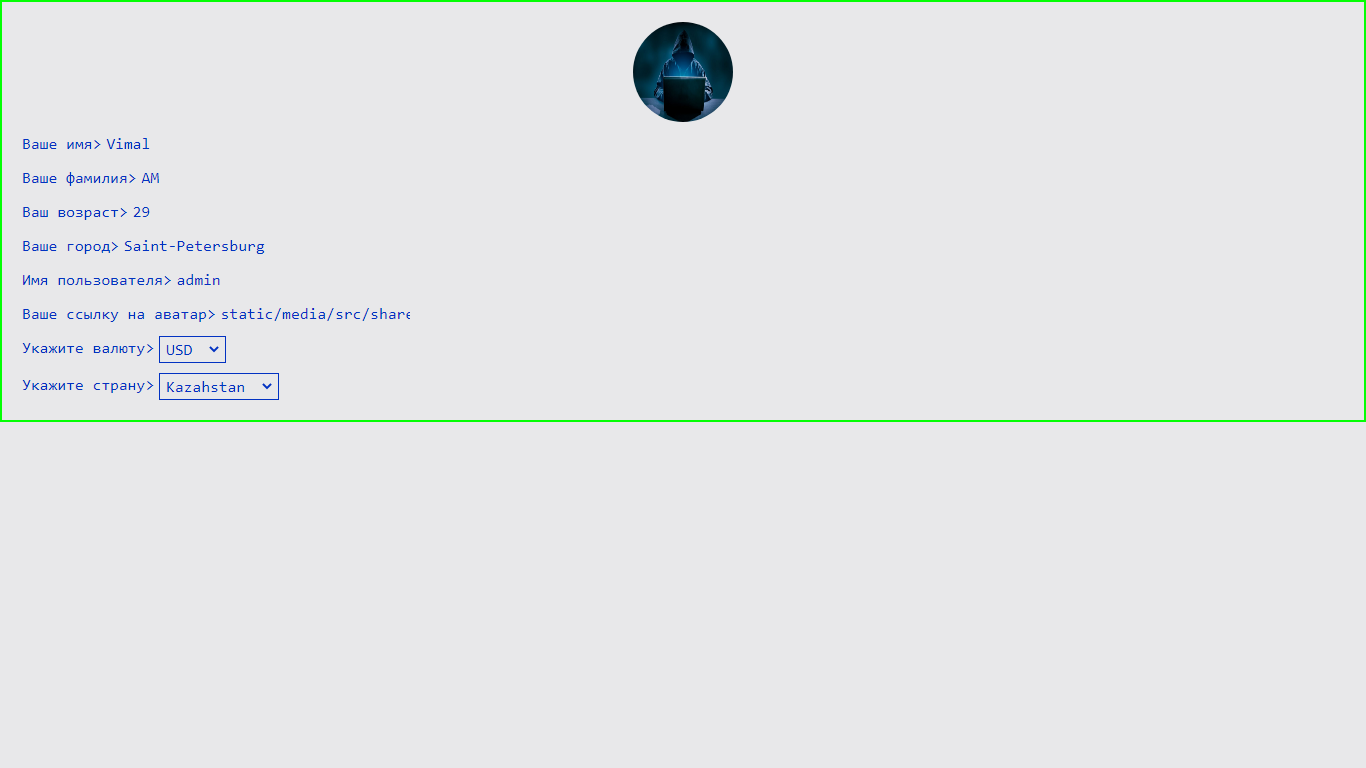 Ваше имя> Vimal
Ваше фамилия> AM
Ваш возраст> 29
Ваше город> Saint-Petersburg
Имя пользователя> admin
Ваше ссылку на аватар> static/media/src/share
Укажите валюту> USD
Укажите страну> Kazahstan